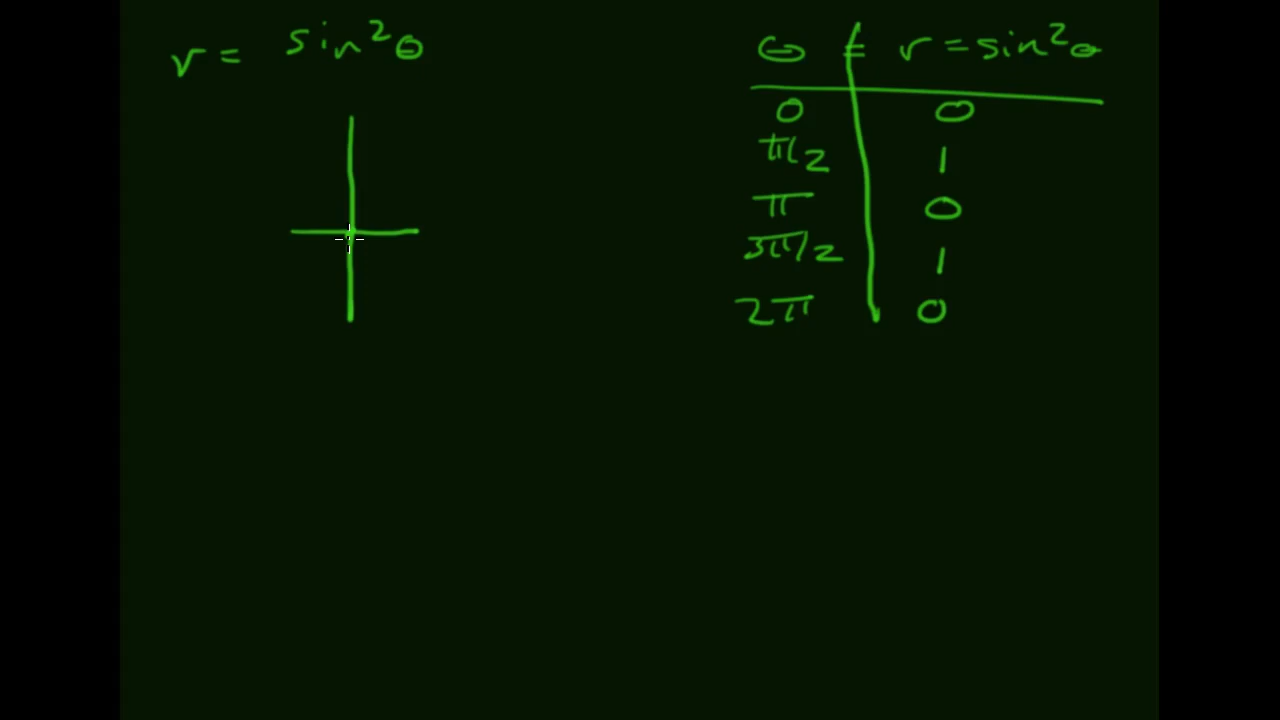 r = sin²θ
θ = r = sin²θ
0 0
π/2 1
π 0
3π/2 1
2π 0